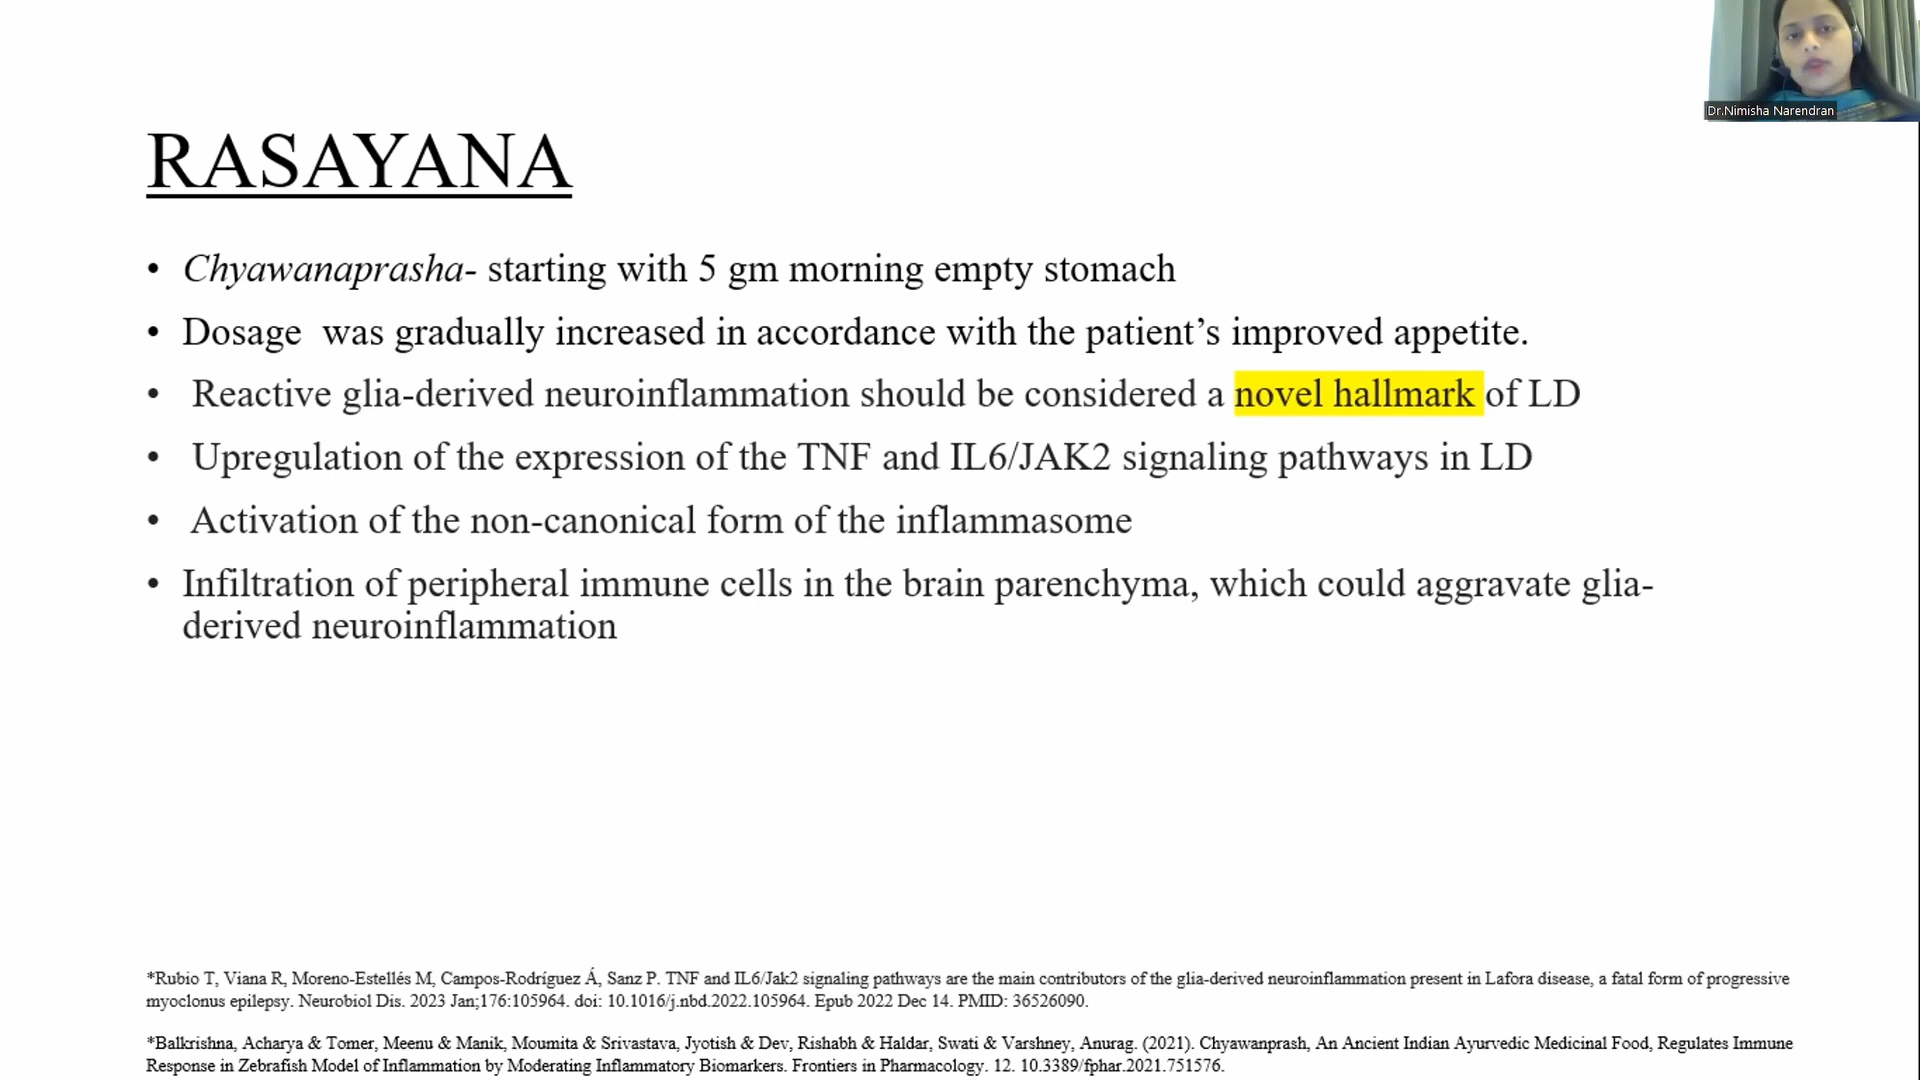 Dr.Nimisha Narendran
RASAYANA
• Chyawanaprasha- starting with 5 gm morning empty stomach
• Dosage was gradually increased in accordance with the patient’s improved appetite.
• Reactive glia-derived neuroinflammation should be considered a novel hallmark of LD
• Upregulation of the expression of the TNF and IL6/JAK2 signaling pathways in LD
• Activation of the non-canonical form of the inflammasome
• Infiltration of peripheral immune cells in the brain parenchyma, which could aggravate glia-
derived neuroinflammation
*Rubio T, Viana R, Moreno-Estellés M, Campos-Rodríguez Á, Sanz P. TNF and IL6/Jak2 signaling pathways are the main contributors of the glia-derived neuroinflammation present in Lafora disease, a fatal form of progressive
myoclonus epilepsy. Neurobiol Dis. 2023 Jan;176:105964. doi: 10.1016/j.nbd.2022.105964. Epub 2022 Dec 14. PMID: 36526090.
*Balkrishna, Acharya & Tomer, Meenu & Manik, Moumita & Srivastava, Jyotish & Dev, Rishabh & Haldar, Swati & Varshney, Anurag. (2021). Chyawanprash, An Ancient Indian Ayurvedic Medicinal Food, Regulates Immune
Response in Zebrafish Model of Inflammation by Moderating Inflammatory Biomarkers. Frontiers in Pharmacology. 12. 10.3389/fphar.2021.751576.